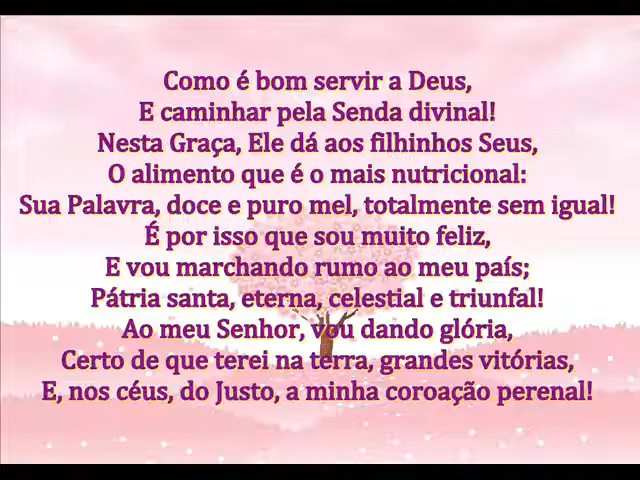 Como é bom servir a Deus,
E caminhar pela Senda divinal!
Nesta Graça, Ele dá aos filhinhos Seus,
O alimento que é o mais nutricional:
Sua Palavra, doce e puro mel, totalmente sem igual!
É por isso que sou muito feliz,
E vou marchando rumo ao meu país;
Pátria santa, eterna, celestial e triunfal!
Ao meu Senhor, vou dando glória,
Certo de que terei na terra, grandes vitórias,
E, nos céus, do Justo, a minha coroação perenal!